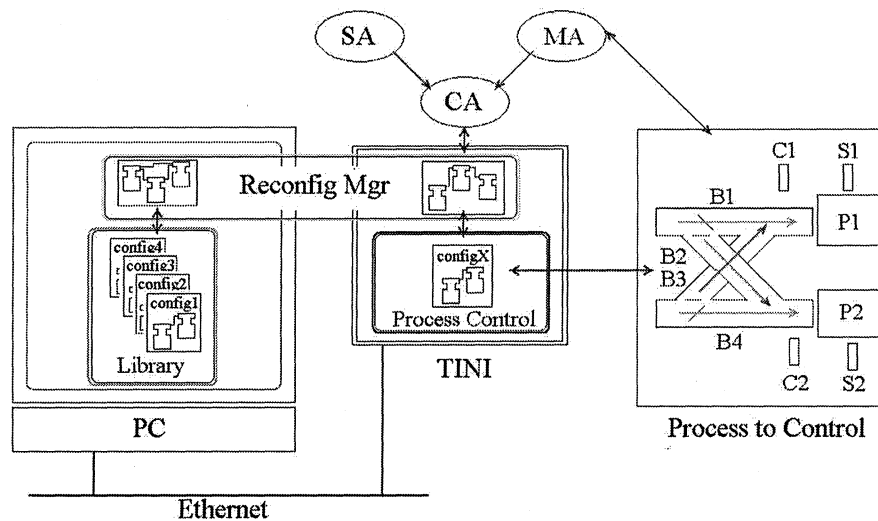 SA
MA
CA
Reconfig Mgr
config4
config3
config2
config1
Library
configX
Process Control
TINI
PC
Ethernet
C1
S1
B1
P1
B2
B3
P2
B4
C2
S2
Process to Control